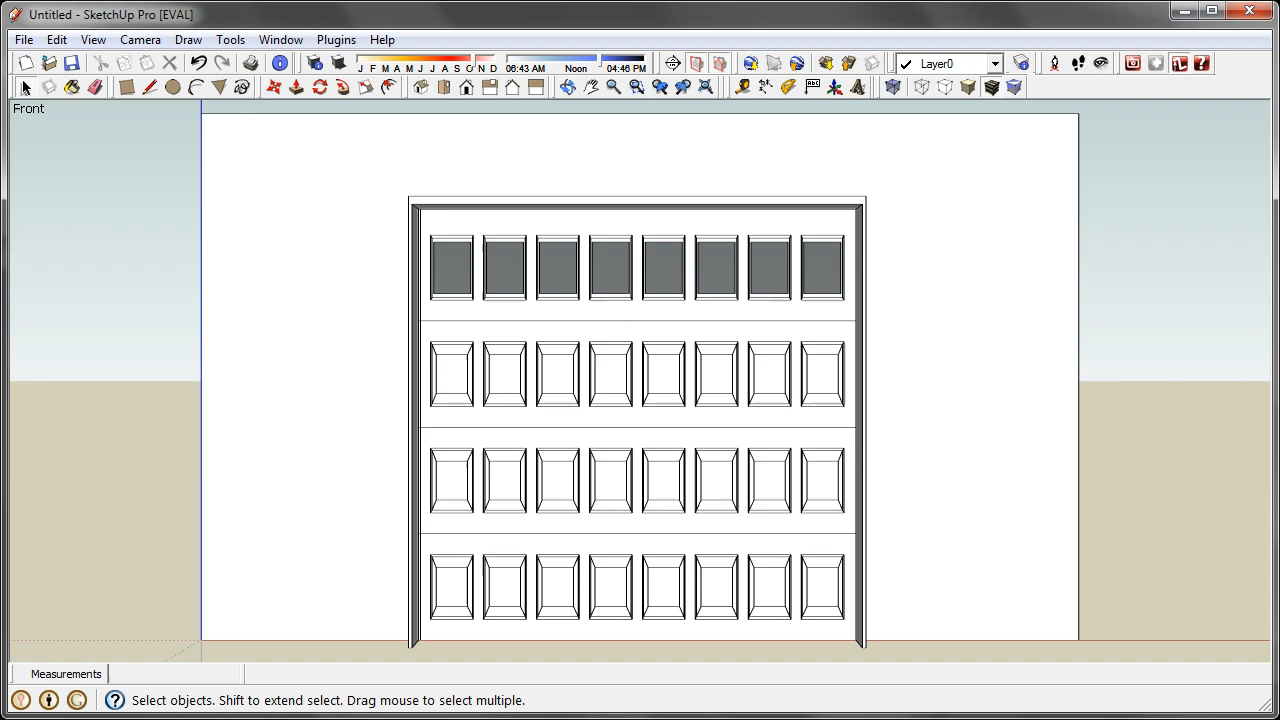 Untitled - SketchUp Pro [EVAL]
File Edit View Camera Draw Tools Window Plugins Help
J F M A M J J A S O N D 06:43 AM Noon 04:46 PM Layer0
Front
Measurements
Select objects. Shift to extend select. Drag mouse to select multiple.